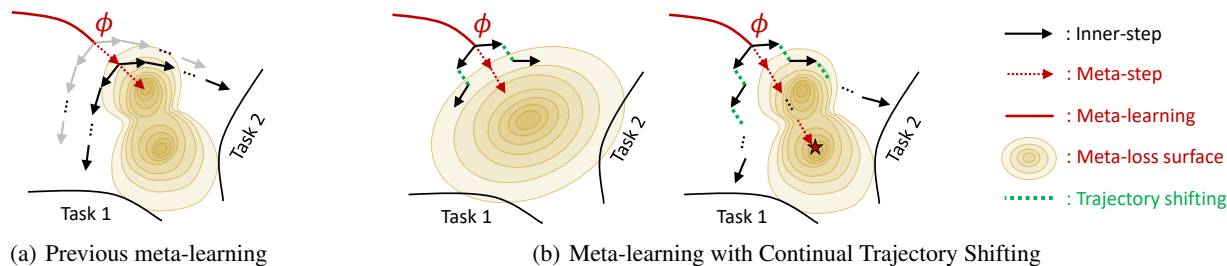 ϕ
Task 1
Task 2
ϕ
Task 1
Task 2
ϕ
Task 1
Task 2
: Inner-step
: Meta-step
: Meta-learning
: Meta-loss surface
: Trajectory shifting
(a) Previous meta-learning
(b) Meta-learning with Continual Trajectory Shifting